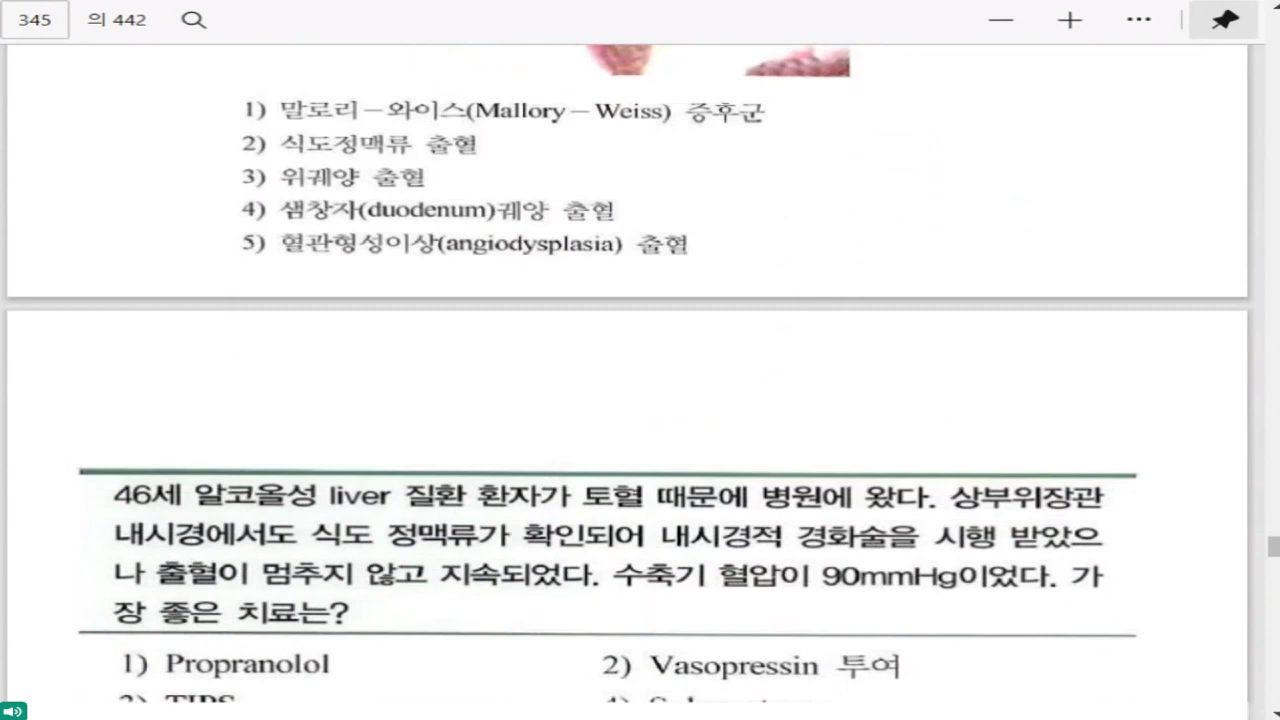 345 의 442
1) 말로리-와이스(Mallory-Weiss) 증후군
2) 식도정맥류 출혈
3) 위궤양 출혈
4) 샘창자(duodenum)궤양 출혈
5) 혈관형성이상(angiodysplasia) 출혈
46세 알코올성 liver 질환 환자가 토혈 때문에 병원에 왔다. 상부위장관
내시경에서도 식도 정맥류가 확인되어 내시경적 경화술을 시행 받았으
나 출혈이 멈추지 않고 지속되었다. 수축기 혈압이 90mmHg이었다. 가
장 좋은 치료는?
1) Propranolol 2) Vasopressin 투여
3) TIPS 4)